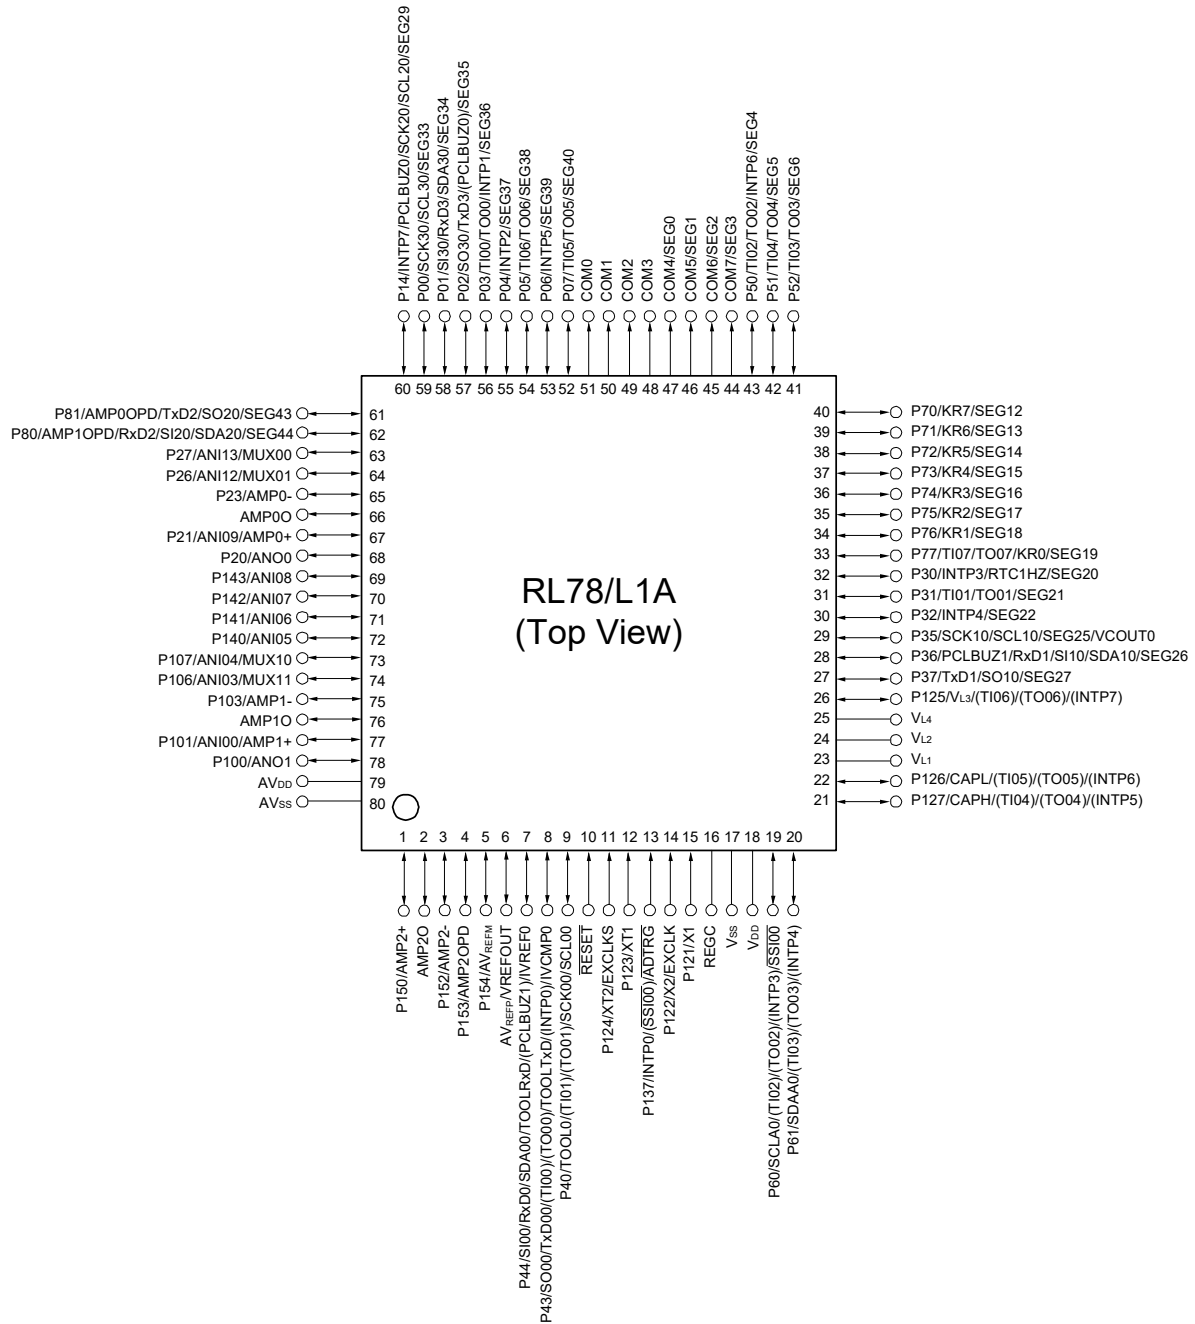 P14/INTP7/PCLBUZ0/SCK20/SCL20/SEG29
P00/SCK30/SCL30/SEG33
P01/SI30/RxD3/SDA30/SEG34
P02/SO30/TxD3/(PCLBUZ0)/SEG35
P03/TI00/TO00/INTP1/SEG36
P04/INTP2/SEG37
P05/TI06/TO06/SEG38
P06/INTP5/SEG39
P07/TI05/TO05/SEG40
COM0
COM1
COM2
COM3
COM4/SEG0
COM5/SEG1
COM6/SEG2
COM7/SEG3
P50/TI02/TO02/INTP6/SEG4
P51/TI04/TO04/SEG5
P52/TI03/TO03/SEG6
60 59 58 57 56 55 54 53 52 51 50 49 48 47 46 45 44 43 42 41
P81/AMP0OPD/TxD2/SO20/SEG43 61
P80/AMP1OPD/RxD2/SI20/SDA20/SEG44 62
P27/ANI13/MUX00 63
P26/ANI12/MUX01 64
P23/AMP0- 65
AMP0O 66
P21/ANI09/AMP0+ 67
P20/ANO0 68
P143/ANI08 69
P142/ANI07 70
P141/ANI06 71
P140/ANI05 72
P107/ANI04/MUX10 73
P106/ANI03/MUX11 74
P103/AMP1- 75
AMP1O 76
P101/ANI00/AMP1+ 77
P100/ANO1 78
AVDD 79
AVSS 80
RL78/L1A
(Top View)
40 P70/KR7/SEG12
39 P71/KR6/SEG13
38 P72/KR5/SEG14
37 P73/KR4/SEG15
36 P74/KR3/SEG16
35 P75/KR2/SEG17
34 P76/KR1/SEG18
33 P77/TI07/TO07/KR0/SEG19
32 P30/INTP3/RTC1HZ/SEG20
31 P31/TI01/TO01/SEG21
30 P32/INTP4/SEG22
29 P35/SCK10/SCL10/SEG25/VCOUT0
28 P36/PCLBUZ1/RxD1/SI10/SDA10/SEG26
27 P37/TxD1/SO10/SEG27
26 P125/VL3/(TI06)/(TO06)/(INTP7)
25 VL4
24 VL2
23 VL1
22 P126/CAPL/(TI05)/(TO05)/(INTP6)
21 P127/CAPH/(TI04)/(TO04)/(INTP5)
1 2 3 4 5 6 7 8 9 10 11 12 13 14 15 16 17 18 19 20
P150/AMP2+
AMP2O
P152/AMP2-
P153/AMP2OPD
P154/AVREFM
AVREFP/VREFOUT
P44/SI00/RxD0/SDA00/TOOLRxD/(PCLBUZ1)/IVREF0
P43/SO00/TxD00/(TI00)/(TO00)/TOOLTxD/(INTP0)/IVCMP0
P40/TOOL0/(TI01)/(TO01)/SCK00/SCL00
RESET
P124/XT2/EXCLKS
P123/XT1
P137/INTP0/(SSI00)/ADTRG
P122/X2/EXCLK
P121/X1
REGC
VSS
VDD
P60/SCLA0/(TI02)/(TO02)/(INTP3)/SSI00
P61/SDAA0/(TI03)/(TO03)/(INTP4)